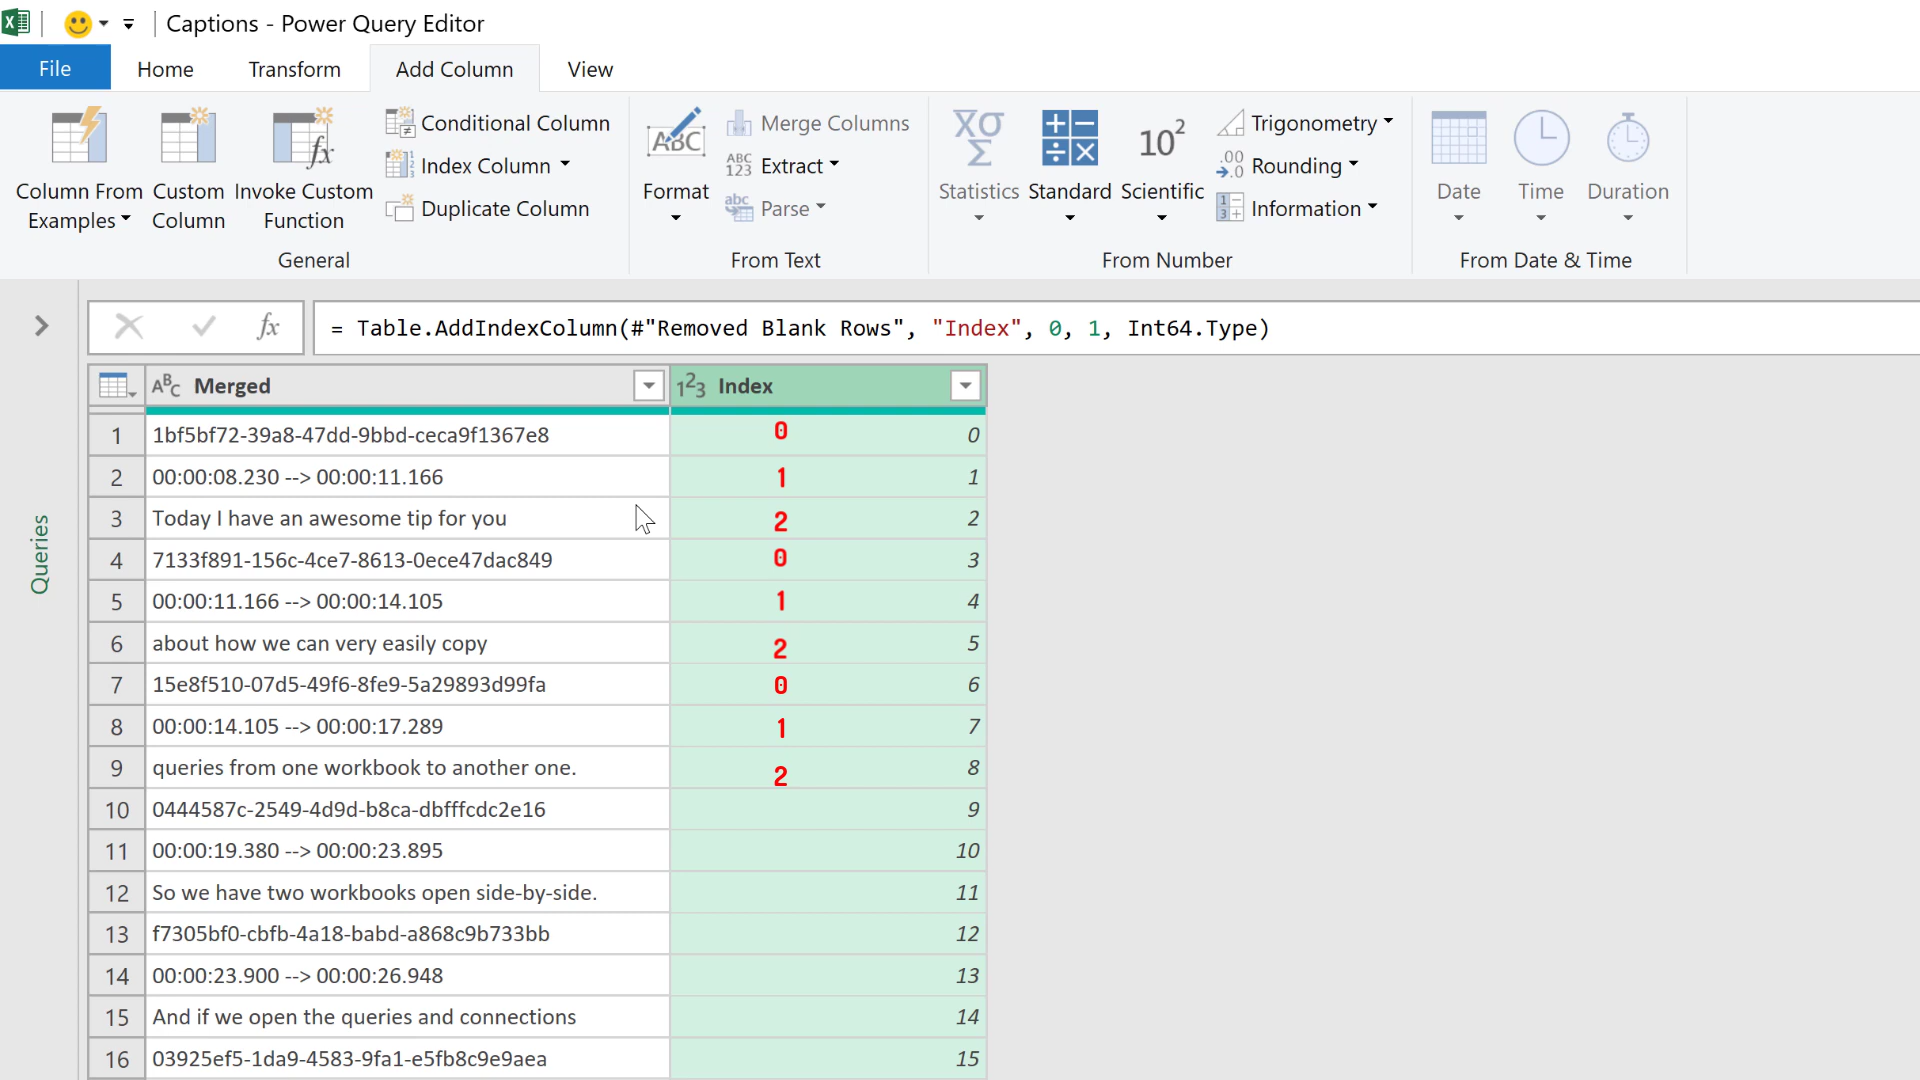 Captions - Power Query Editor
File Home Transform Add Column View
Column From Examples
Custom Column
Invoke Custom Function
Conditional Column
Index Column
Duplicate Column
General
Format
Merge Columns
Extract
Parse
From Text
Statistics
Standard
Scientific
Trigonometry
Rounding
Information
From Number
Date
Time
Duration
From Date & Time
= Table.AddIndexColumn(#"Removed Blank Rows", "Index", 0, 1, Int64.Type)
Queries
Merged Index
1 1bf5bf72-39a8-47dd-9bbd-ceca9f1367e8 0 0
2 00:00:08.230 --> 00:00:11.166 1 1
3 Today I have an awesome tip for you 2 2
4 7133f891-156c-4ce7-8613-0ece47dac849 0 3
5 00:00:11.166 --> 00:00:14.105 1 4
6 about how we can very easily copy 2 5
7 15e8f510-07d5-49f6-8fe9-5a29893d99fa 0 6
8 00:00:14.105 --> 00:00:17.289 1 7
9 queries from one workbook to another one. 2 8
10 0444587c-2549-4d9d-b8ca-dbfffcdc2e16 9
11 00:00:19.380 --> 00:00:23.895 10
12 So we have two workbooks open side-by-side. 11
13 f7305bf0-cbfb-4a18-babd-a868c9b733bb 12
14 00:00:23.900 --> 00:00:26.948 13
15 And if we open the queries and connections 14
16 03925ef5-1da9-4583-9fa1-e5fb8c9e9aea 15